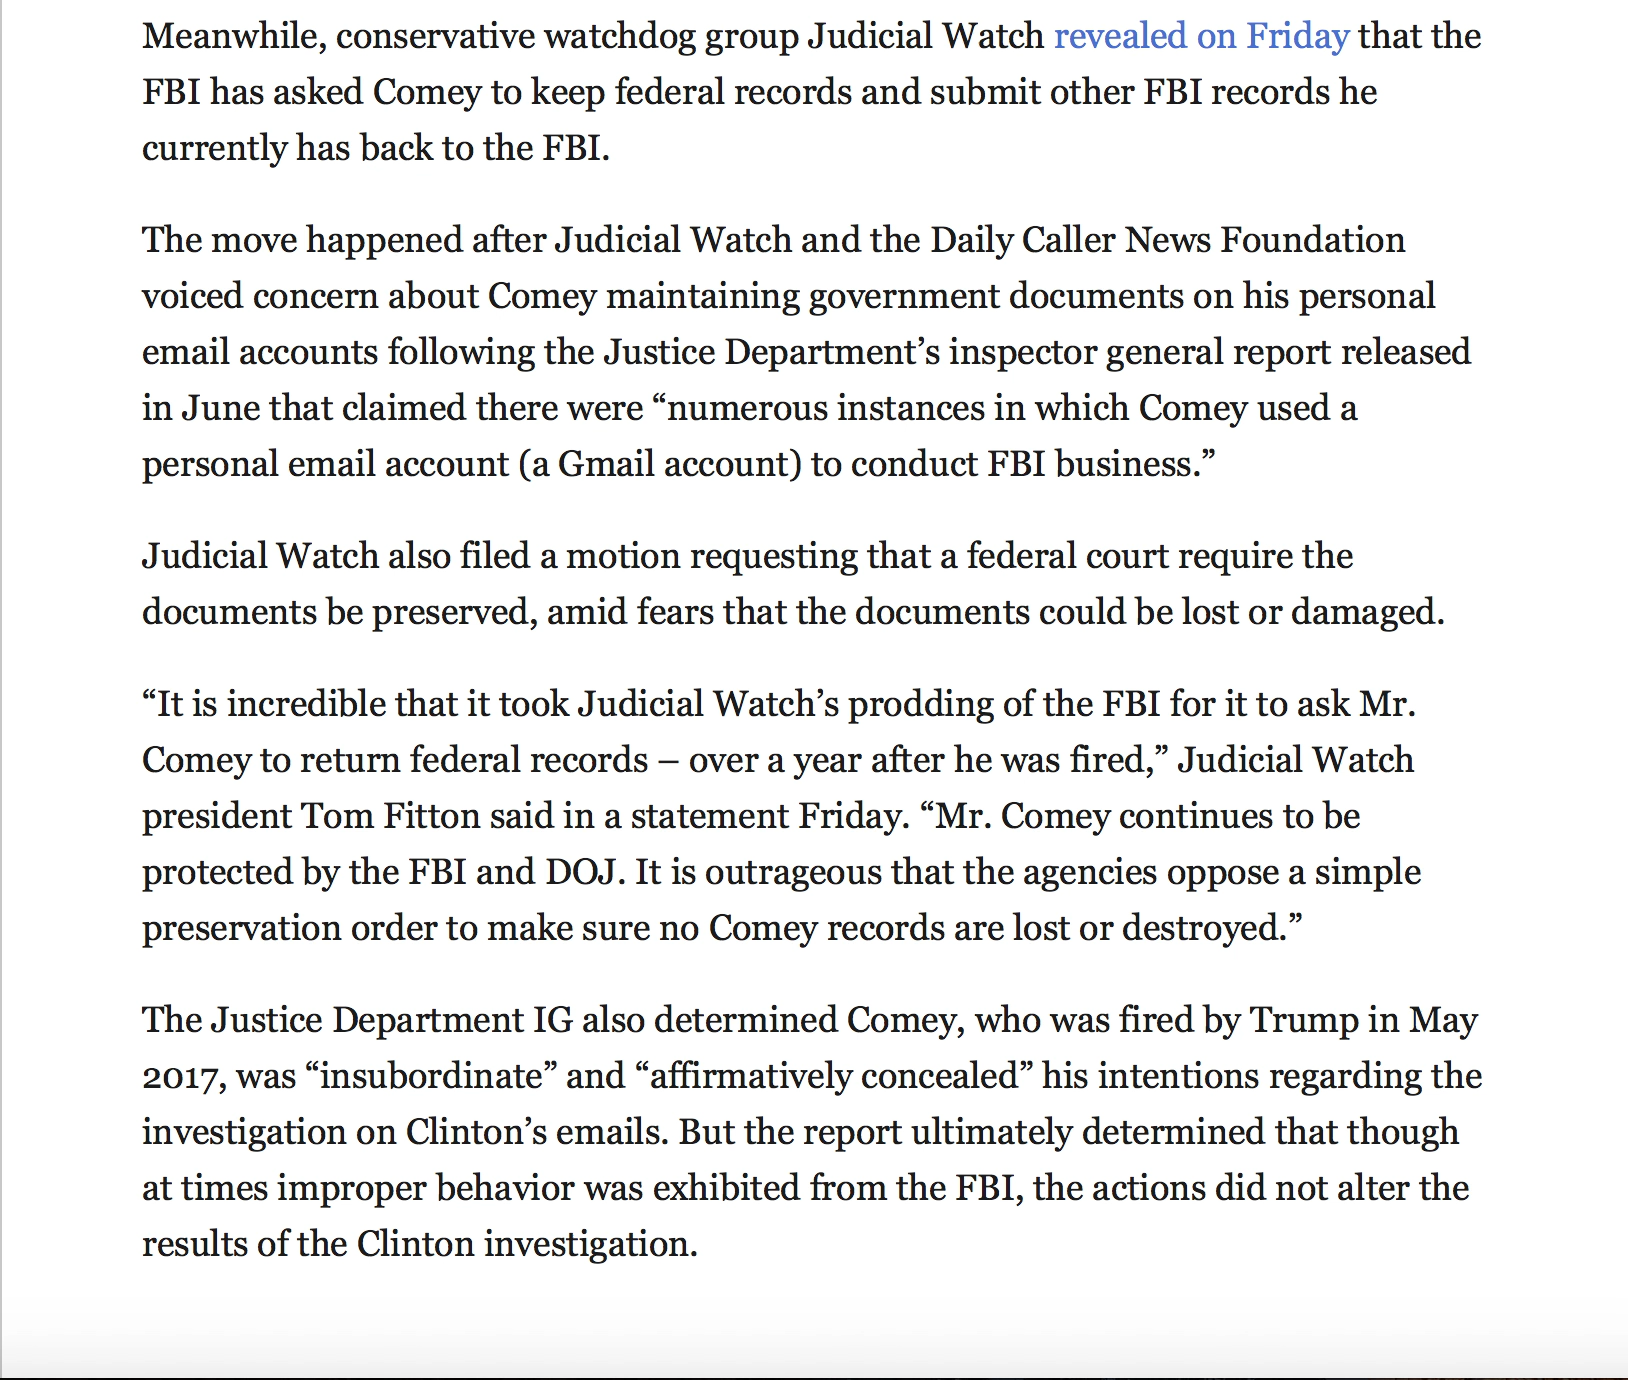 Meanwhile, conservative watchdog group Judicial Watch revealed on Friday that the
FBI has asked Comey to keep federal records and submit other FBI records he
currently has back to the FBI.
The move happened after Judicial Watch and the Daily Caller News Foundation
voiced concern about Comey maintaining government documents on his personal
email accounts following the Justice Department’s inspector general report released
in June that claimed there were “numerous instances in which Comey used a
personal email account (a Gmail account) to conduct FBI business.”
Judicial Watch also filed a motion requesting that a federal court require the
documents be preserved, amid fears that the documents could be lost or damaged.
“It is incredible that it took Judicial Watch’s prodding of the FBI for it to ask Mr.
Comey to return federal records – over a year after he was fired,” Judicial Watch
president Tom Fitton said in a statement Friday. “Mr. Comey continues to be
protected by the FBI and DOJ. It is outrageous that the agencies oppose a simple
preservation order to make sure no Comey records are lost or destroyed.”
The Justice Department IG also determined Comey, who was fired by Trump in May
2017, was “insubordinate” and “affirmatively concealed” his intentions regarding the
investigation on Clinton’s emails. But the report ultimately determined that though
at times improper behavior was exhibited from the FBI, the actions did not alter the
results of the Clinton investigation.